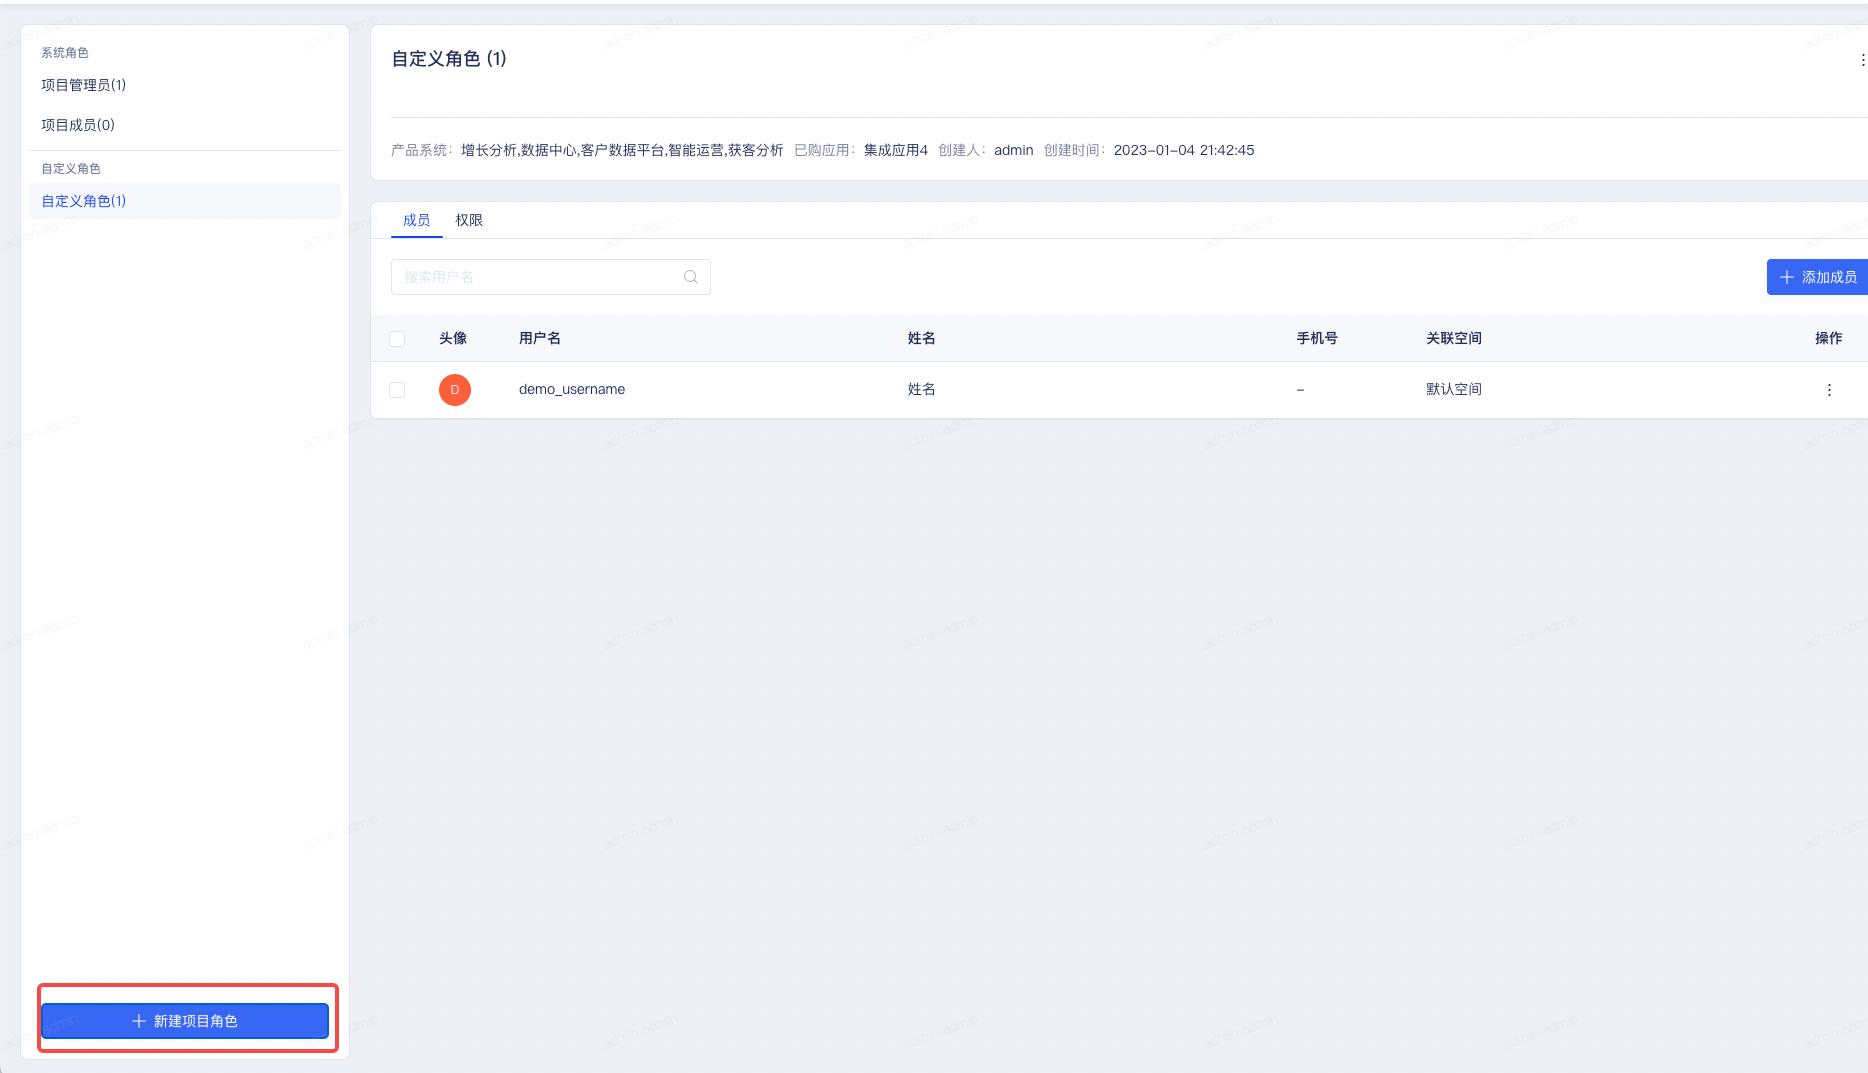 系统角色
项目管理员(1)
项目成员(0)
自定义角色
自定义角色(1)
新建项目角色
自定义角色 (1)
产品系统: 增长分析,数据中心,客户数据平台,智能运营,获客分析 已购应用: 集成应用4 创建人: admin 创建时间: 2023-01-04 21:42:45
成员 权限
搜索用户名
添加成员
头像 用户名 姓名 手机号 关联空间 操作
D demo_username 姓名 - 默认空间
admin admin